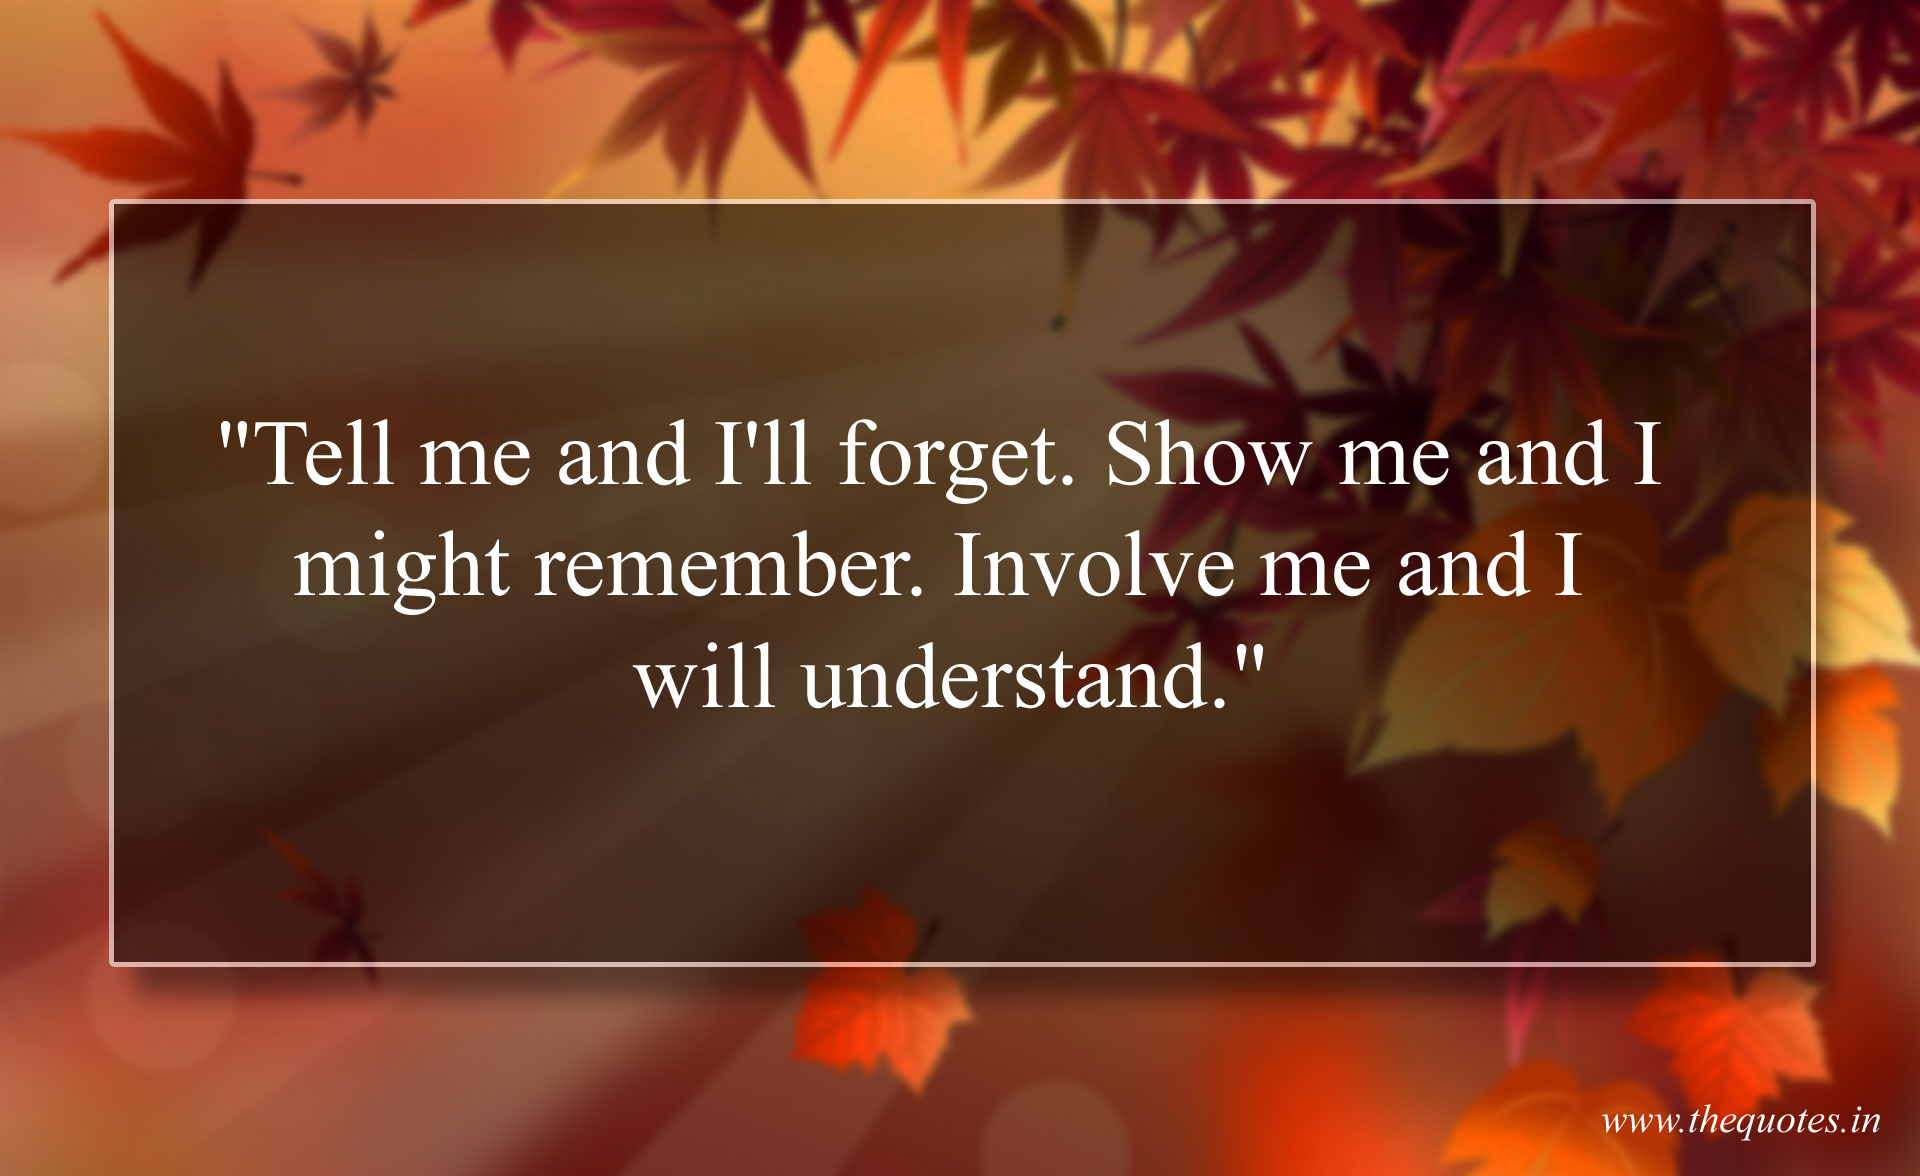 "Tell me and I'll forget. Show me and I
might remember. Involve me and I
will understand."
www.thequotes.in